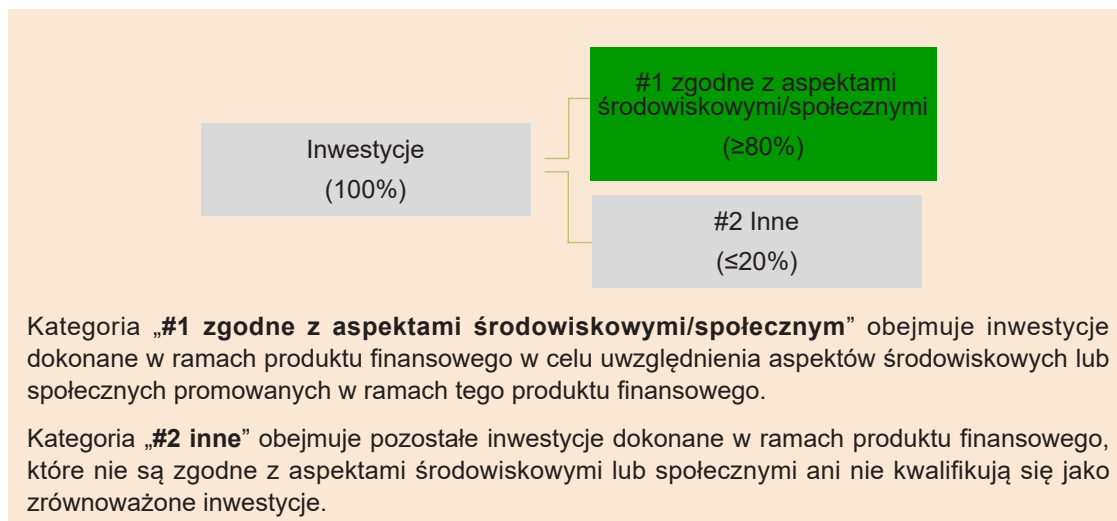 #1 zgodne z aspektami
środowiskowymi/społecznymi
(≥80%)
Inwestycje
(100%)
#2 Inne
(≤20%)
Kategoria „#1 zgodne z aspektami środowiskowymi/społecznym” obejmuje inwestycje
dokonane w ramach produktu finansowego w celu uwzględnienia aspektów środowiskowych lub
społecznych promowanych w ramach tego produktu finansowego.
Kategoria „#2 inne” obejmuje pozostałe inwestycje dokonane w ramach produktu finansowego,
które nie są zgodne z aspektami środowiskowymi lub społecznymi ani nie kwalifikują się jako
zrównoważone inwestycje.